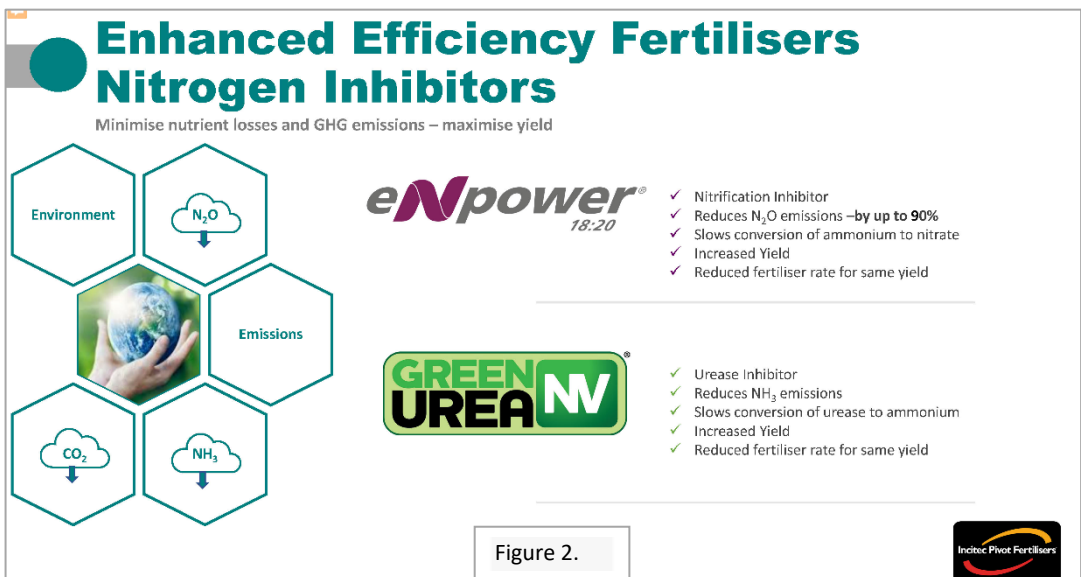 Enhanced Efficiency Fertilisers
Nitrogen Inhibitors
Minimise nutrient losses and GHG emissions – maximise yield
Environment
N₂O
Emissions
CO₂
NH₃
eNpower®
18:20
✓ Nitrification Inhibitor
✓ Reduces N₂O emissions –by up to 90%
✓ Slows conversion of ammonium to nitrate
✓ Increased Yield
✓ Reduced fertiliser rate for same yield
GREEN
UREA NV®
✓ Urease Inhibitor
✓ Reduces NH₃ emissions
✓ Slows conversion of urease to ammonium
✓ Increased Yield
✓ Reduced fertiliser rate for same yield
Figure 2.
Incitec Pivot Fertilisers